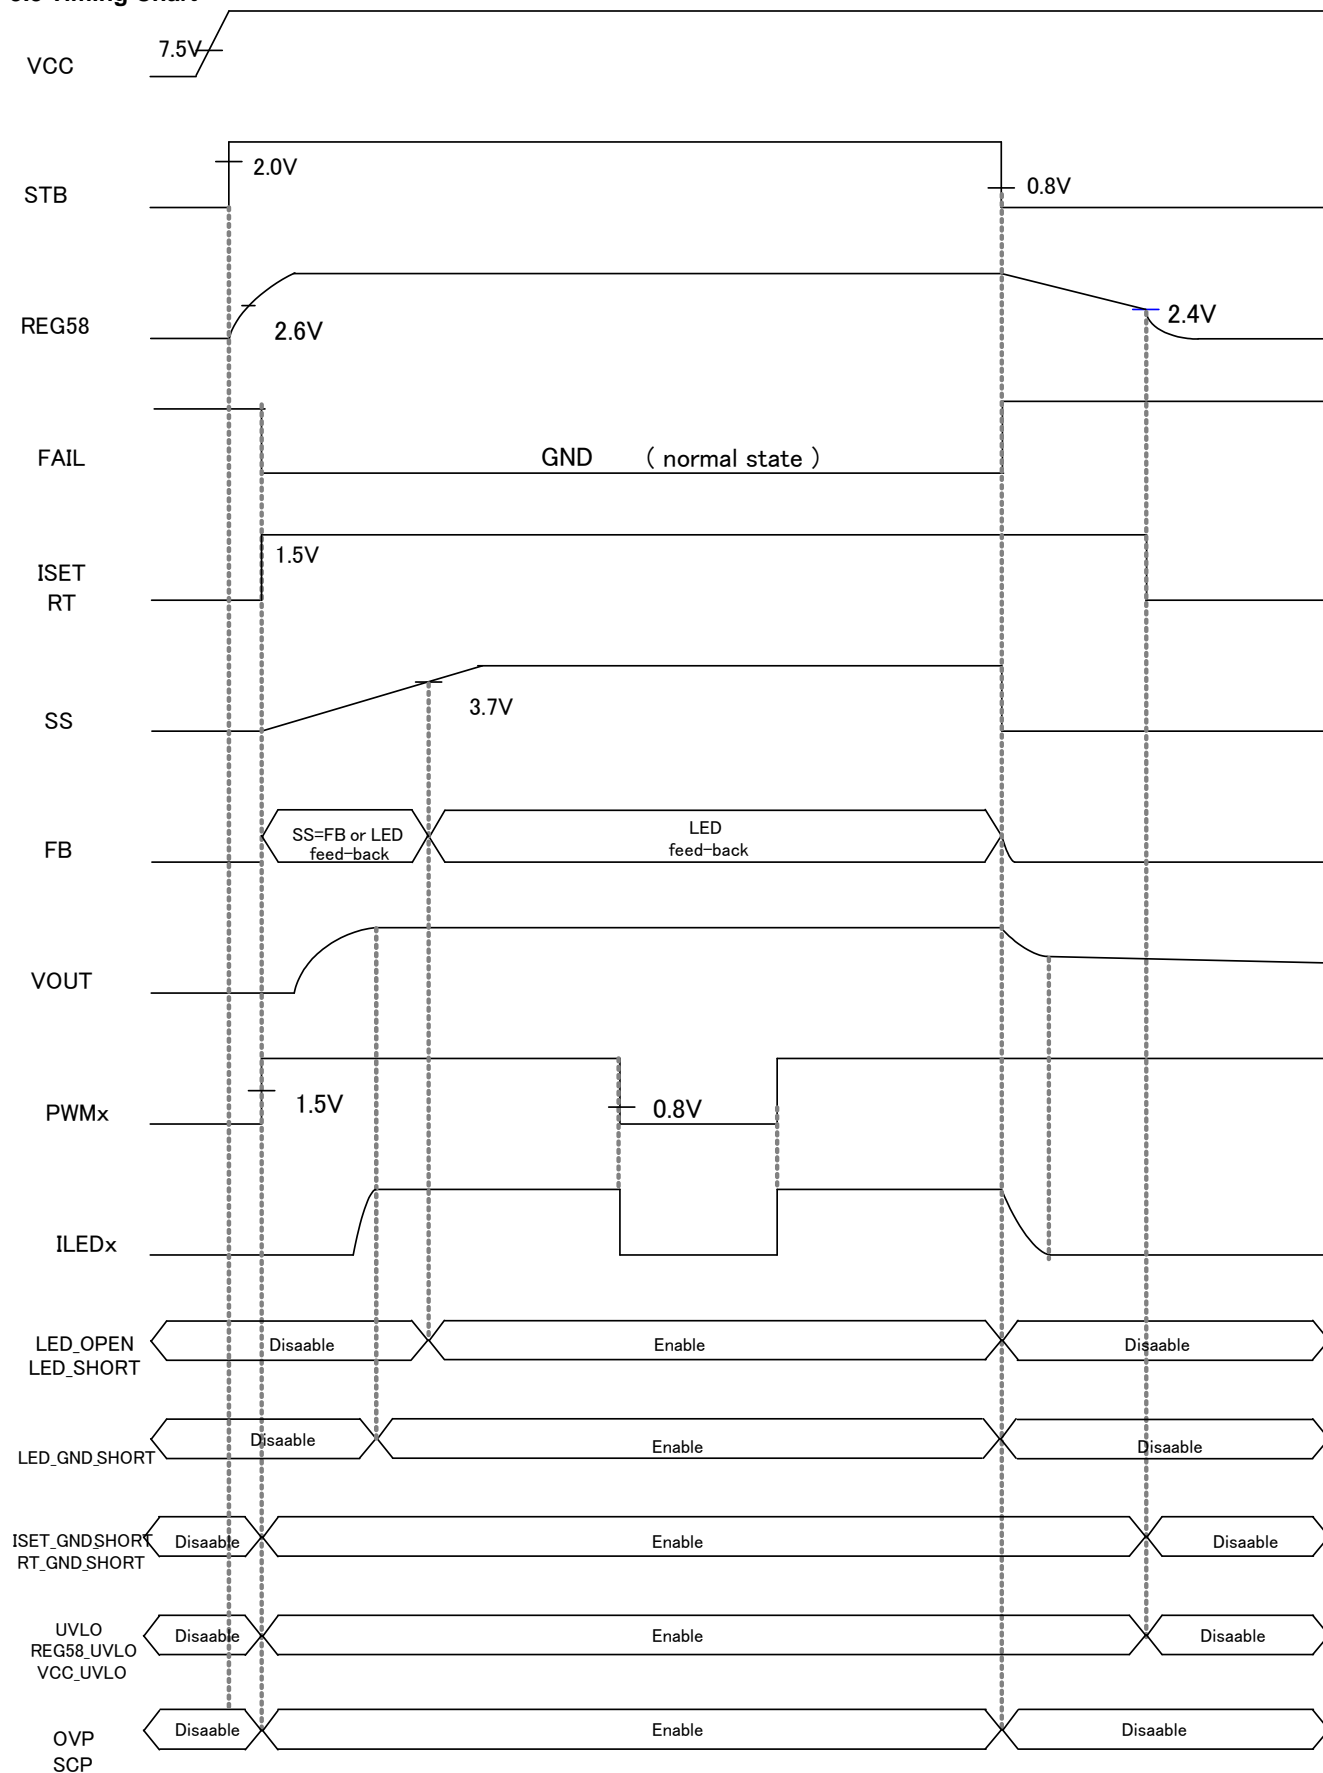 7.5V
VCC
2.0V
0.8V
STB
REG58
2.6V
2.4V
FAIL
GND ( normal state )
1.5V
ISET
RT
3.7V
SS
SS=FB or LED
feed-back
LED
feed-back
FB
VOUT
1.5V
0.8V
PWMx
ILEDx
LED_OPEN
LED_SHORT
Disaable
Enable
Disaable
LED_GND_SHORT
Disaable
Enable
Disaable
ISET_GND_SHORT
RT_GND_SHORT
Disaable
Enable
Disaable
UVLO
REG58_UVLO
VCC_UVLO
Disaable
Enable
Disaable
OVP
SCP
Disaable
Enable
Disaable